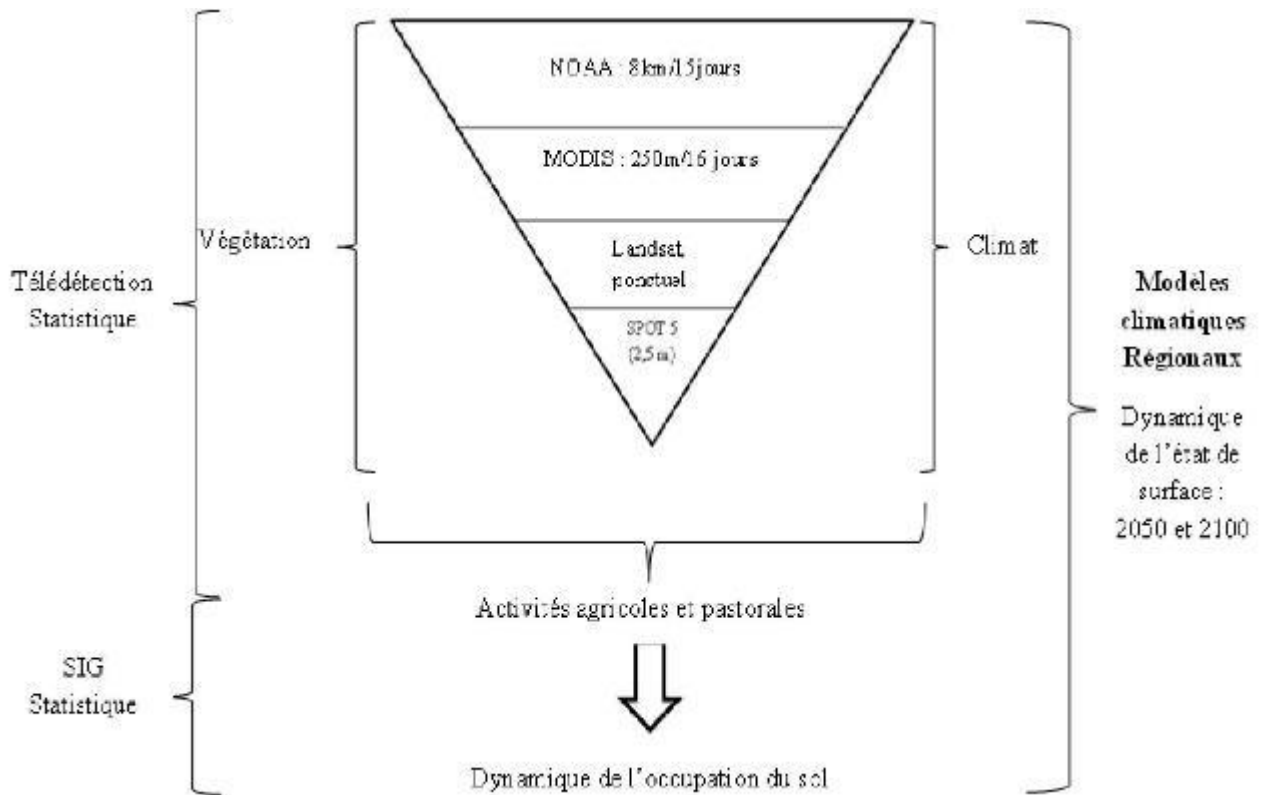 NOAA : 8km/15jours
MODIS : 250m/16 jours
Végétation
Landsat,
ponctuel
Climat
Télédétection
Statistique
SPOT 5
(2,5 m)
Modèles
climatiques
Régionaux
Dynamique
de l'état de
surface :
2050 et 2100
Activités agricoles et pastorales
SIG
Statistique
Dynamique de l'occupation du sol